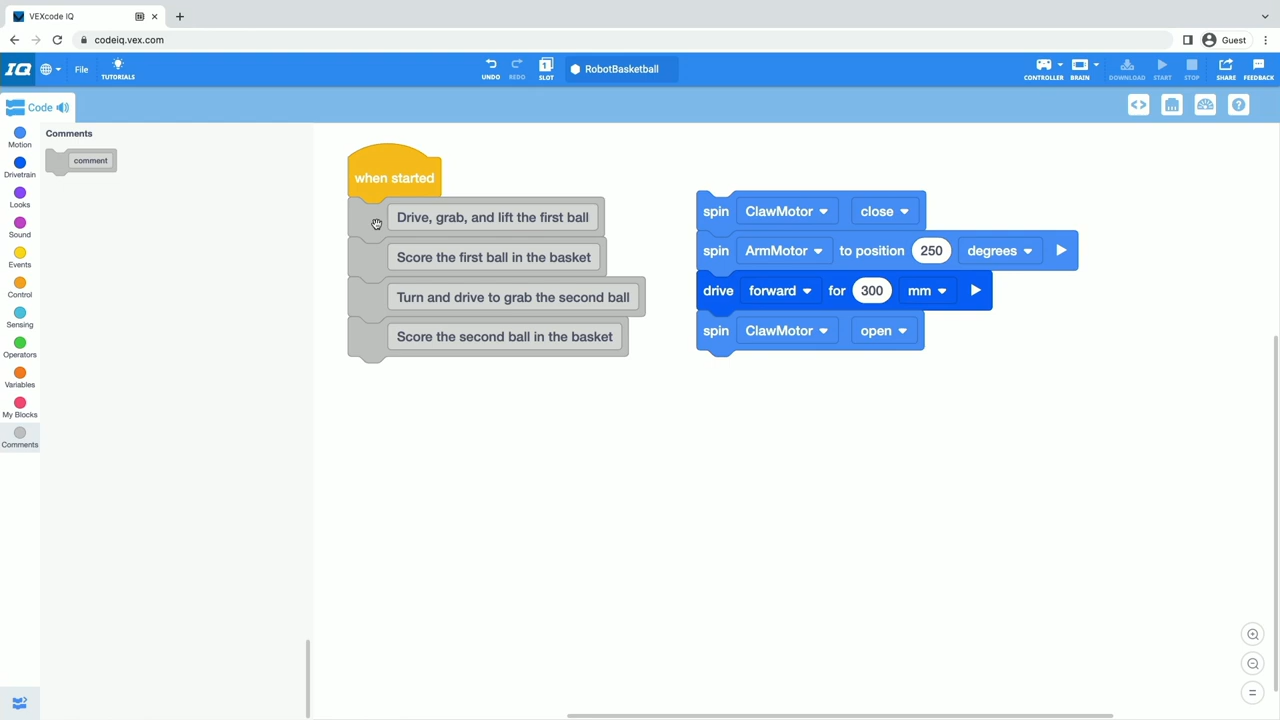 VEXcode IQ
codeiq.vex.com
Guest
IQ
File
TUTORIALS
UNDO
REDO
1
SLOT
RobotBasketball
CONTROLLER
BRAIN
DOWNLOAD
START
STOP
SHARE
FEEDBACK
Code
Motion
Drivetrain
Looks
Sound
Events
Control
Sensing
Operators
Variables
My Blocks
Comments
Comments
comment
when started
Drive, grab, and lift the first ball
Score the first ball in the basket
Turn and drive to grab the second ball
Score the second ball in the basket
spin ClawMotor close
spin ArmMotor to position 250 degrees
drive forward for 300 mm
spin ClawMotor open